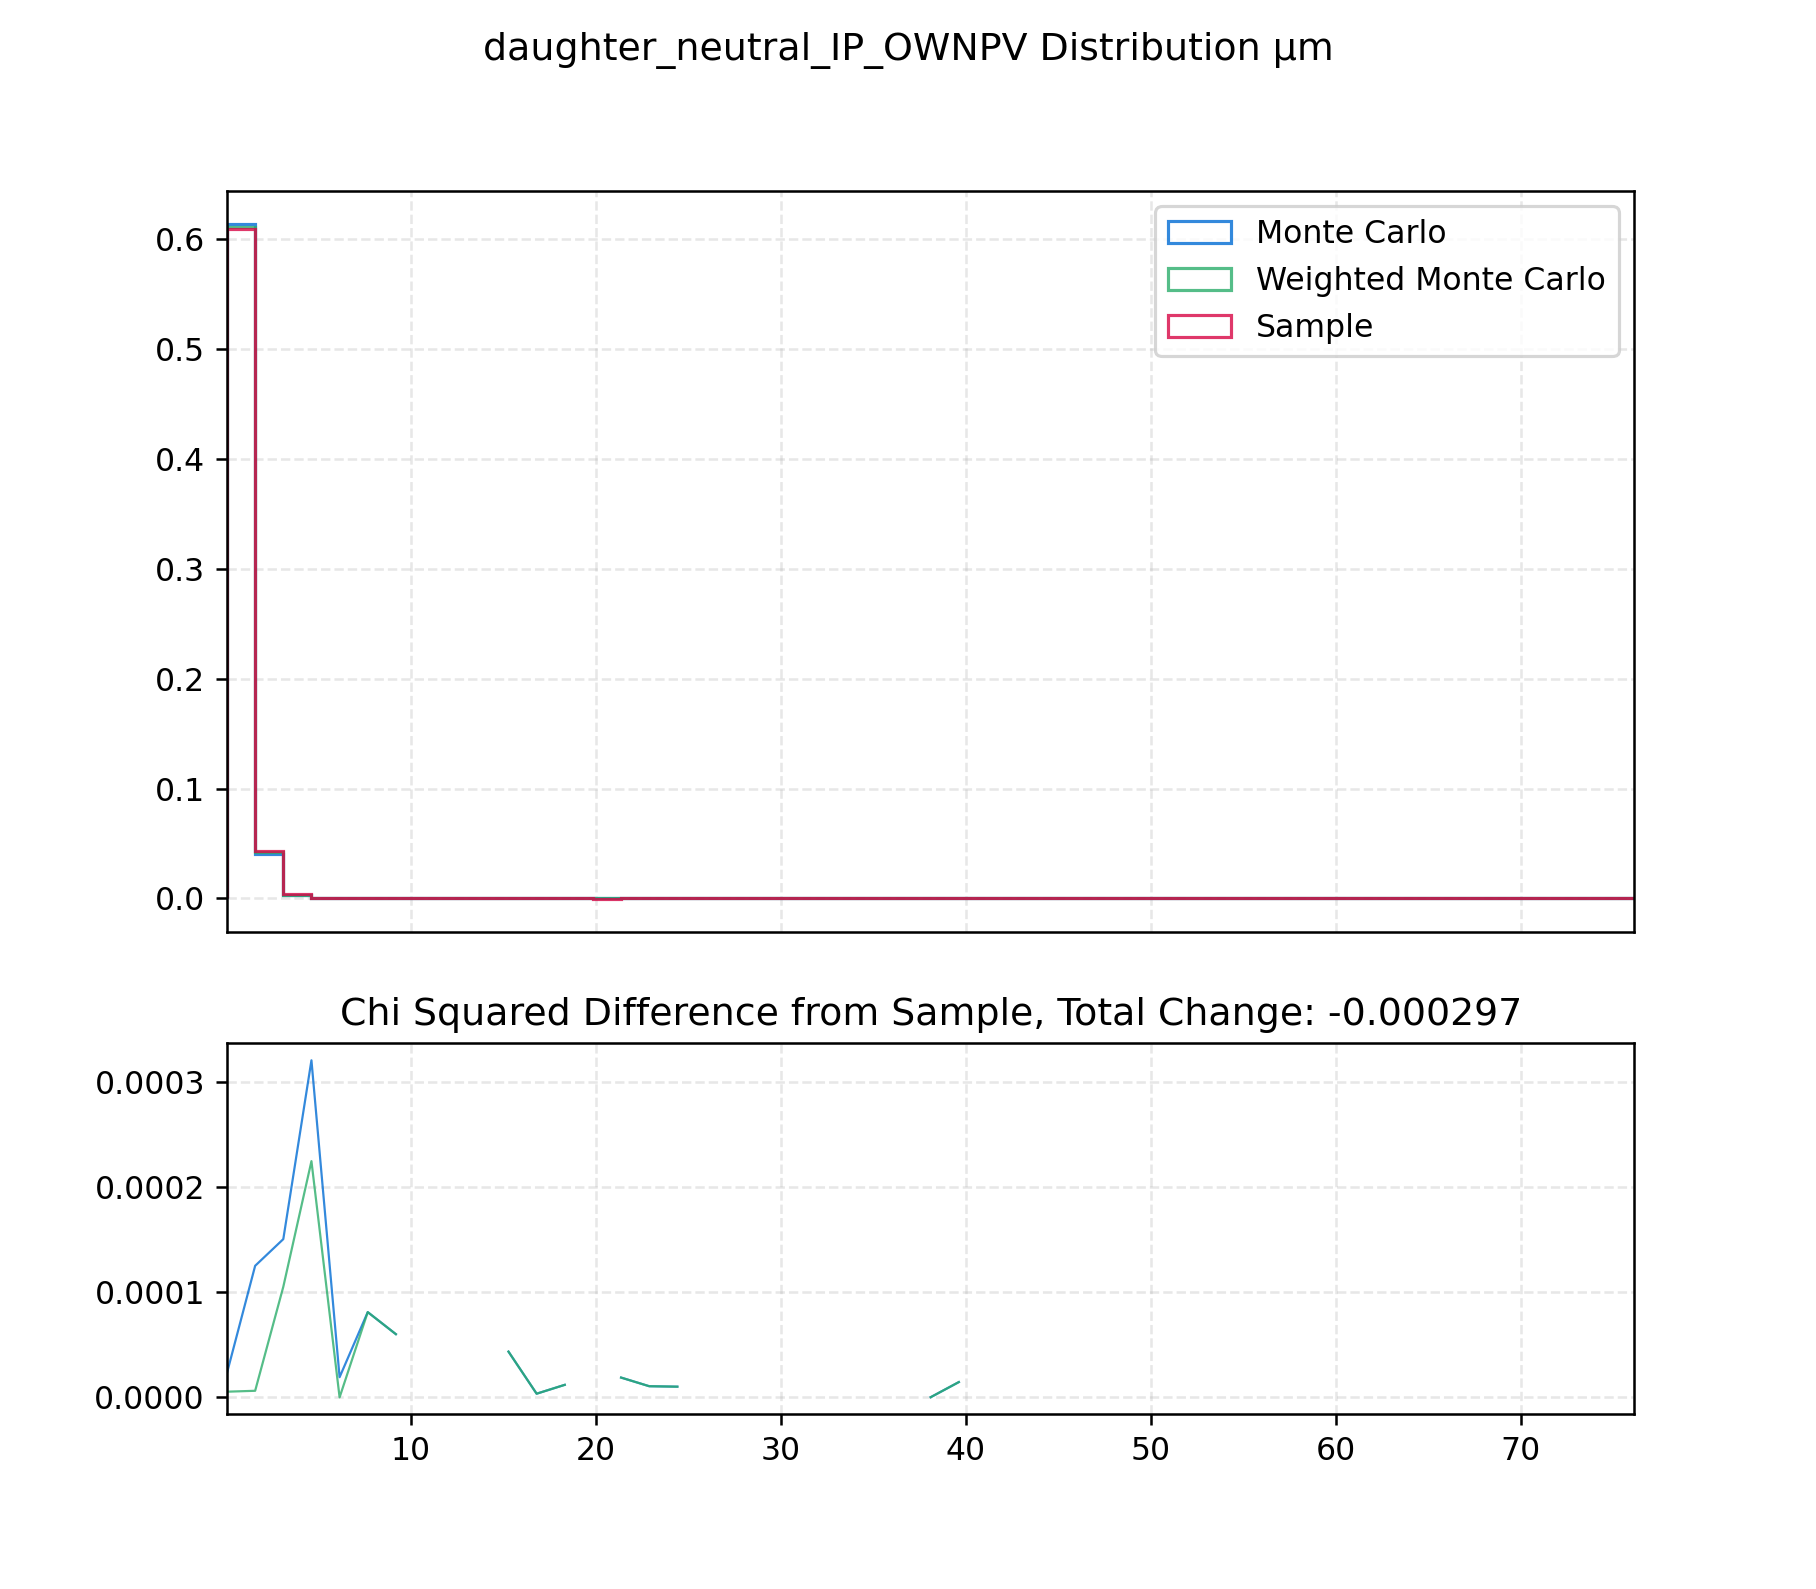 daughter_neutral_IP_OWNPV Distribution µm
0.6
0.5
0.4
0.3
0.2
0.1
0.0
Monte Carlo
Weighted Monte Carlo
Sample
Chi Squared Difference from Sample, Total Change: -0.000297
0.0003
0.0002
0.0001
0.0000
10 20 30 40 50 60 70